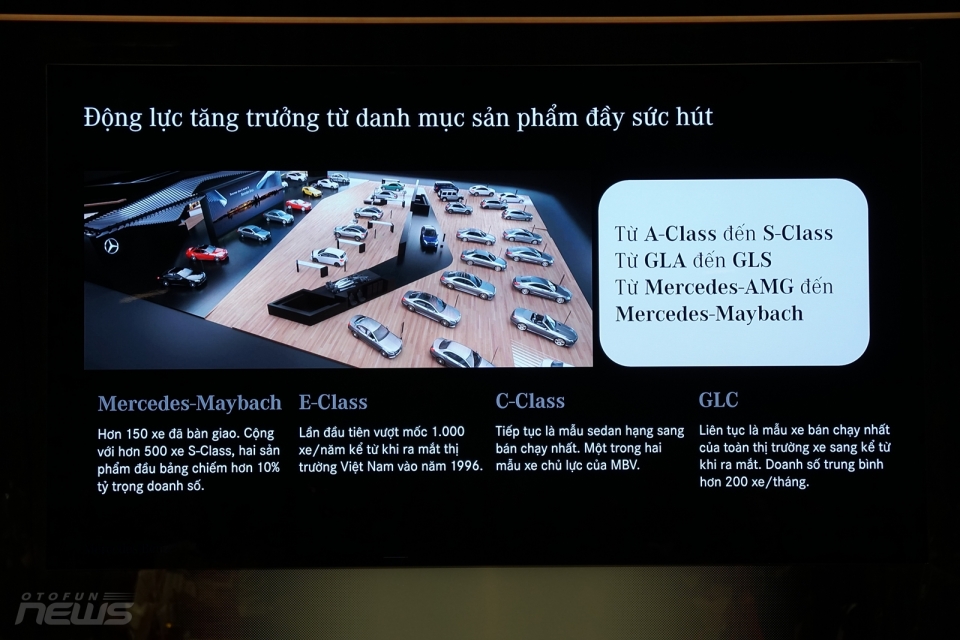 Động lực tăng trưởng từ danh mục sản phẩm đầy sức hút
Từ A-Class đến S-Class
Từ GLA đến GLS
Từ Mercedes-AMG đến
Mercedes-Maybach
Mercedes-Maybach
Hơn 150 xe đã bàn giao. Cộng
với hơn 500 xe S-Class, hai sản
phẩm đầu bảng chiếm hơn 10%
tỷ trọng doanh số.
E-Class
Lần đầu tiên vượt mốc 1.000
xe/năm kể từ khi ra mắt thị
trường Việt Nam vào năm 1996.
C-Class
Tiếp tục là mẫu sedan hạng sang
bán chạy nhất. Một trong hai
mẫu xe chủ lực của MBV.
GLC
Liên tục là mẫu xe bán chạy nhất
của toàn thị trường xe sang kể từ
khi ra mắt. Doanh số trung bình
hơn 200 xe/tháng.
OTOFUN
news